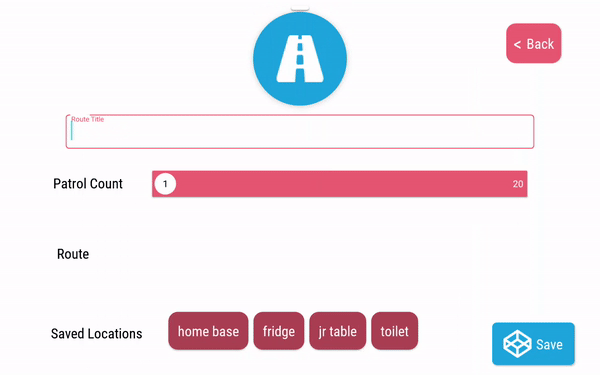 < Back
Route Title
Patrol Count
1
20
Route
Saved Locations
home base
fridge
jr table
toilet
Save